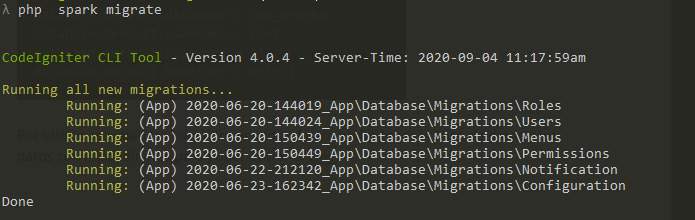 λ php  spark migrate
CodeIgniter CLI Tool - Version 4.0.4 - Server-Time: 2020-09-04 11:17:59am
Running all new migrations...
Running: (App) 2020-06-20-144019_App\Database\Migrations\Roles
Running: (App) 2020-06-20-144024_App\Database\Migrations\Users
Running: (App) 2020-06-20-150439_App\Database\Migrations\Menus
Running: (App) 2020-06-20-150449_App\Database\Migrations\Permissions
Running: (App) 2020-06-22-212120_App\Database\Migrations\Notification
Running: (App) 2020-06-23-162342_App\Database\Migrations\Configuration
Done